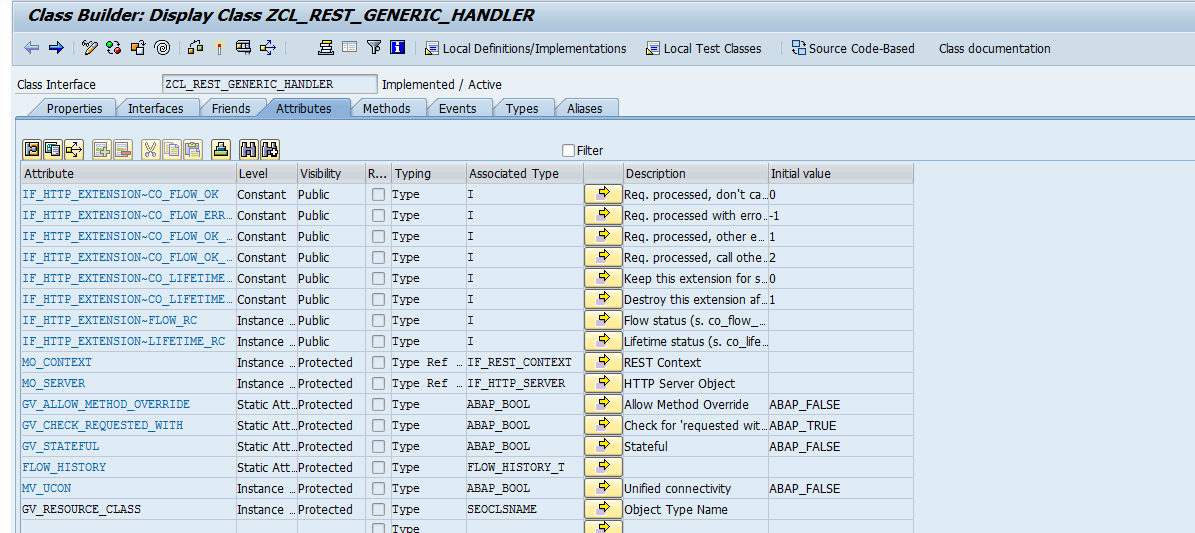 Class Builder: Display Class ZCL_REST_GENERIC_HANDLER
Local Definitions/Implementations Local Test Classes Source Code-Based Class documentation
Class Interface ZCL_REST_GENERIC_HANDLER Implemented / Active
Properties Interfaces Friends Attributes Methods Events Types Aliases
Filter
Attribute Level Visibility R... Typing Associated Type Description Initial value
IF_HTTP_EXTENSION~CO_FLOW_OK Constant Public Type I Req. processed, don't ca... 0
IF_HTTP_EXTENSION~CO_FLOW_ERR... Constant Public Type I Req. processed with erro... -1
IF_HTTP_EXTENSION~CO_FLOW_OK_... Constant Public Type I Req. processed, other e... 1
IF_HTTP_EXTENSION~CO_FLOW_OK_... Constant Public Type I Req. processed, call othe... 2
IF_HTTP_EXTENSION~CO_LIFETIME... Constant Public Type I Keep this extension for s... 0
IF_HTTP_EXTENSION~CO_LIFETIME... Constant Public Type I Destroy this extension af... 1
IF_HTTP_EXTENSION~FLOW_RC Instance ... Public Type I Flow status (s. co_flow_...
IF_HTTP_EXTENSION~LIFETIME_RC Instance ... Public Type I Lifetime status (s. co_life...
MO_CONTEXT Instance ... Protected Type Ref ... IF_REST_CONTEXT REST Context
MO_SERVER Instance ... Protected Type Ref ... IF_HTTP_SERVER HTTP Server Object
GV_ALLOW_METHOD_OVERRIDE Static Att... Protected Type ABAP_BOOL Allow Method Override ABAP_FALSE
GV_CHECK_REQUESTED_WITH Static Att... Protected Type ABAP_BOOL Check for 'requested wit... ABAP_TRUE
GV_STATEFUL Static Att... Protected Type ABAP_BOOL Stateful ABAP_FALSE
FLOW_HISTORY Static Att... Protected Type FLOW_HISTORY_T
MV_UCON Instance ... Protected Type ABAP_BOOL Unified connectivity ABAP_FALSE
GV_RESOURCE_CLASS Instance ... Protected Type SEOCLSNAME Object Type Name
Type